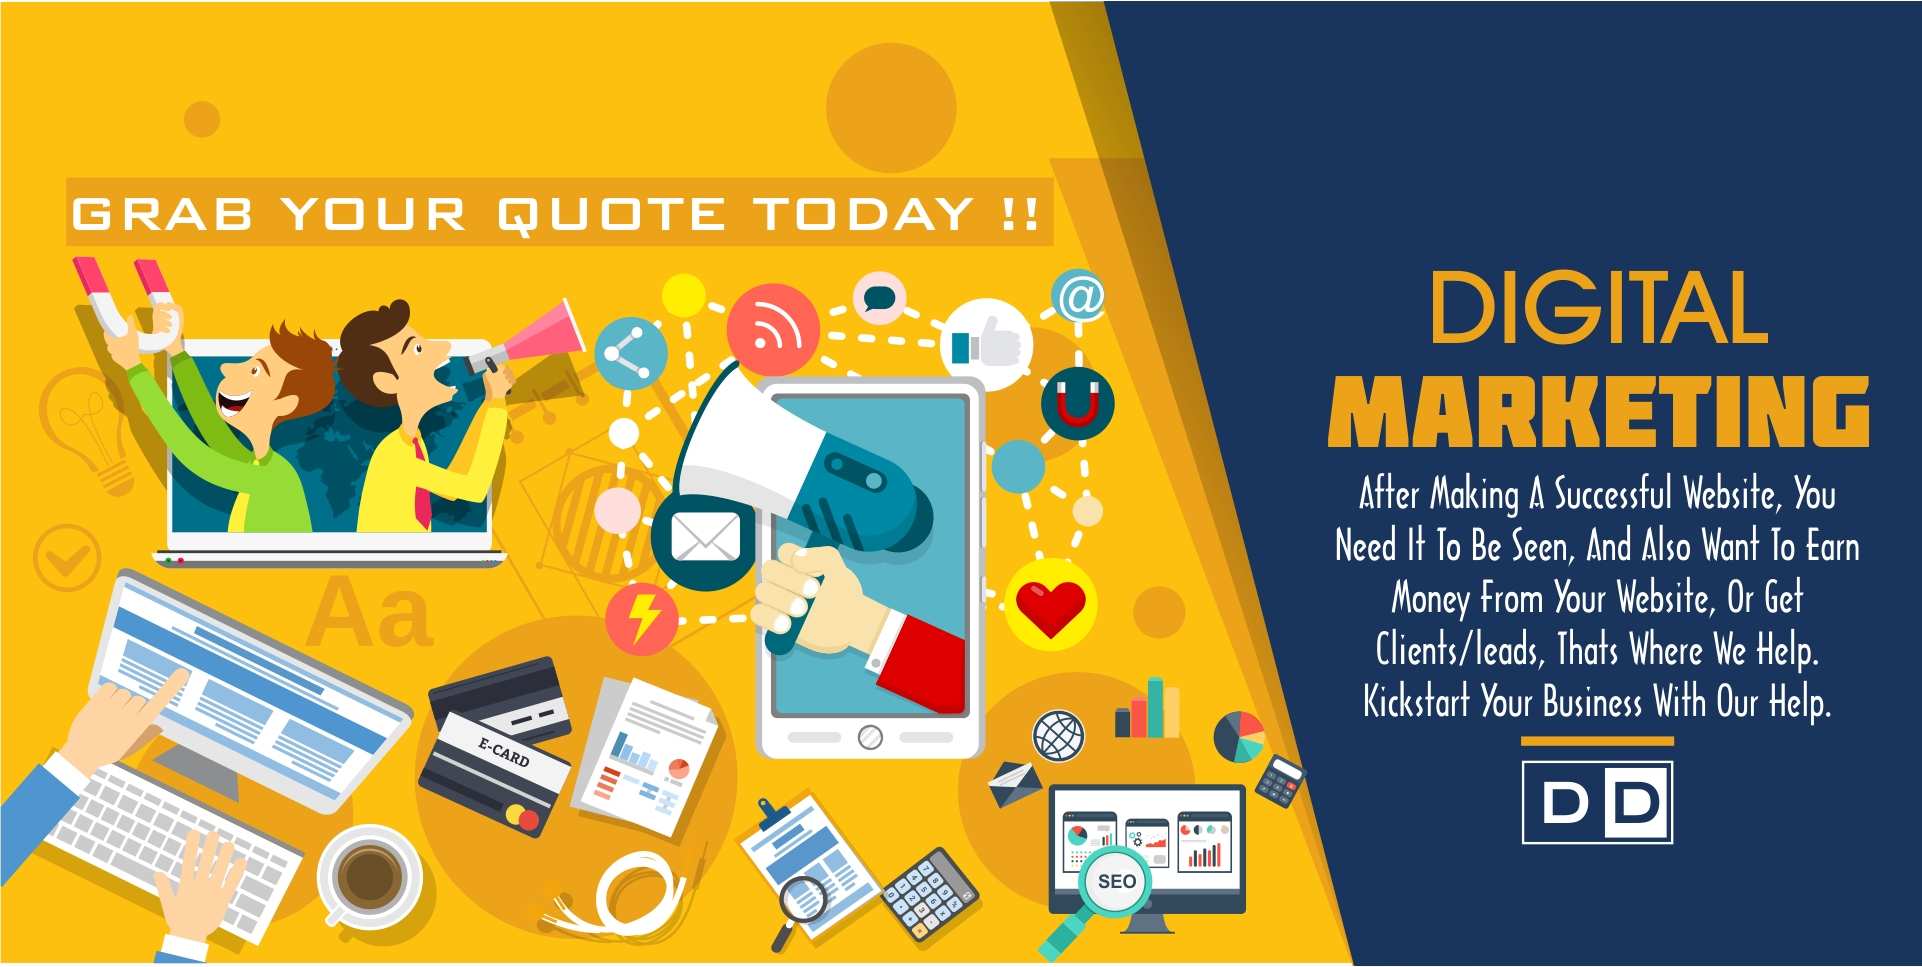 GRAB YOUR QUOTE TODAY !!
@
Aa
E-CARD
SEO
DIGITAL
MARKETING
After Making A Successful Website, You
Need It To Be Seen, And Also Want To Earn
Money From Your Website, Or Get
Clients/leads, Thats Where We Help.
Kickstart Your Business With Our Help.
D D